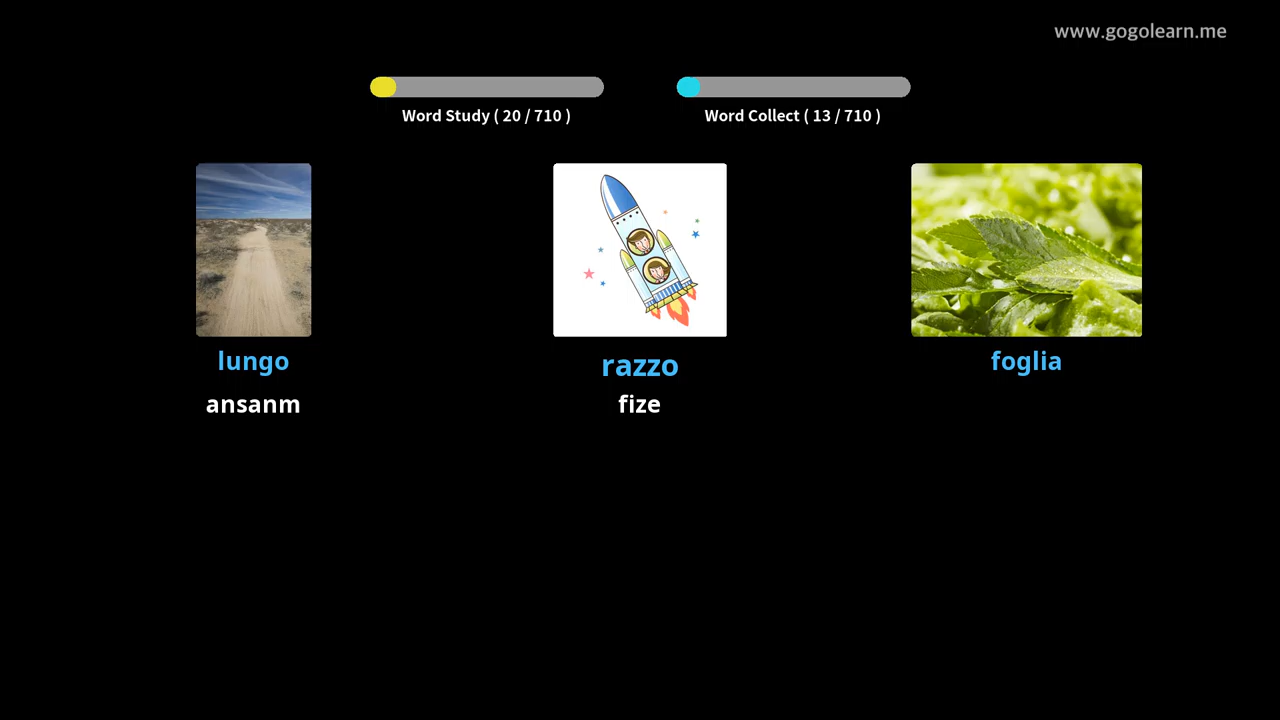 www.gogolearn.me
Word Study ( 20 / 710 )
Word Collect ( 13 / 710 )
lungo
razzo
foglia
ansanm
fize